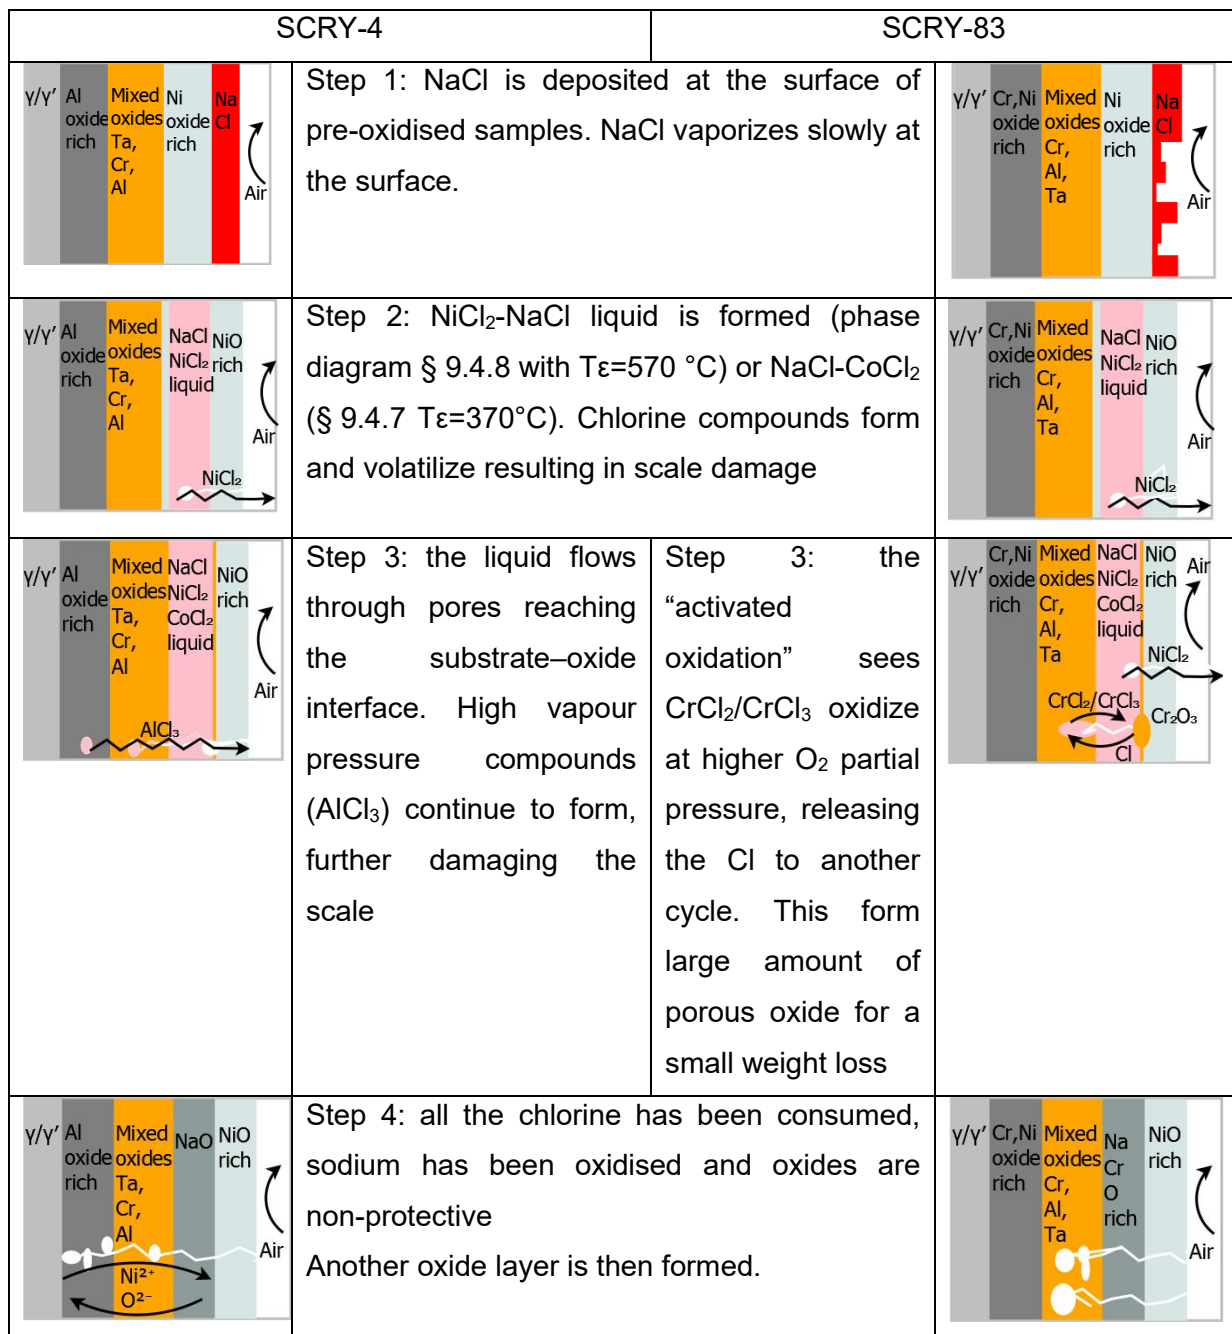 SCRY-4
SCRY-83
γ/γ’ Al oxide rich
Mixed oxides Ta, Cr, Al
Ni oxide rich
Na Cl
Air
Step 1: NaCl is deposited at the surface of
pre-oxidised samples. NaCl vaporizes slowly at
the surface.
γ/γ’ Cr,Ni oxide rich
Mixed oxides Cr, Al, Ta
Ni oxide rich
Na Cl
Air
γ/γ’ Al oxide rich
Mixed oxides Ta, Cr, Al
NaCl NiCl₂ liquid
NiO rich
Air
NiCl₂
Step 2: NiCl₂-NaCl liquid is formed (phase
diagram § 9.4.8 with Tε=570 °C) or NaCl-CoCl₂
(§ 9.4.7 Tε=370°C). Chlorine compounds form
and volatilize resulting in scale damage
γ/γ’ Cr,Ni oxide rich
Mixed oxides Cr, Al, Ta
NaCl NiCl₂ liquid
NiO rich
Air
NiCl₂
γ/γ’ Al oxide rich
Mixed oxides Ta, Cr, Al
NaCl NiCl₂ CoCl₂ liquid
NiO rich
Air
AlCl₃
Step 3: the liquid flows
through pores reaching
the substrate–oxide
interface. High vapour
pressure compounds
(AlCl₃) continue to form,
further damaging the
scale
Step 3: the
“activated
oxidation” sees
CrCl₂/CrCl₃ oxidize
at higher O₂ partial
pressure, releasing
the Cl to another
cycle. This form
large amount of
porous oxide for a
small weight loss
γ/γ’ Cr,Ni oxide rich
Mixed oxides Cr, Al, Ta
NaCl NiCl₂ CoCl₂ liquid
NiO rich
Air
NiCl₂
CrCl₂/CrCl₃
Cr₂O₃
Cl
γ/γ’ Al oxide rich
Mixed oxides Ta, Cr, Al
NaO
NiO rich
Air
Ni²⁺
O²⁻
Step 4: all the chlorine has been consumed,
sodium has been oxidised and oxides are
non-protective
Another oxide layer is then formed.
γ/γ’ Cr,Ni oxide rich
Mixed oxides Cr, Al, Ta
Na Cr O rich
NiO rich
Air